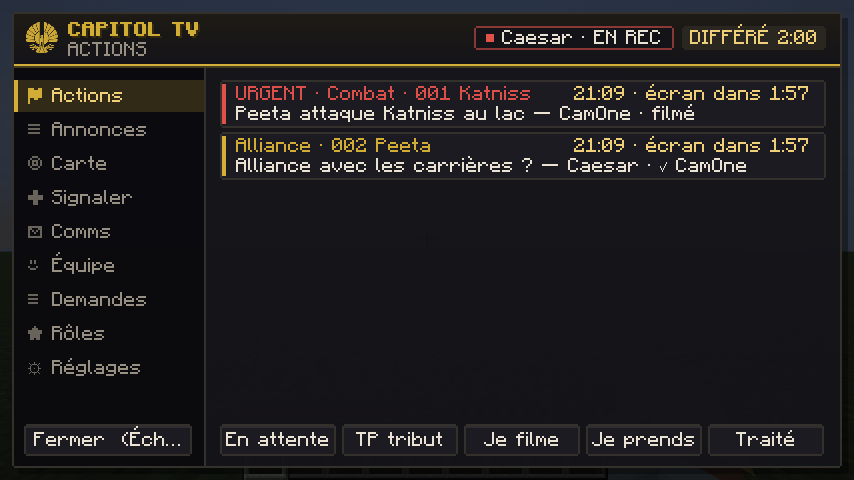 CAPITOL TV
ACTIONS
Caesar · EN REC
DIFFÉRÉ 2:00
Actions
Annonces
Carte
Signaler
Comms
Équipe
Demandes
Rôles
Réglages
Fermer (Éch...
URGENT · Combat · 001 Katniss 21:09 · écran dans 1:57
Peeta attaque Katniss au lac — CamOne · filmé
Alliance · 002 Peeta 21:09 · écran dans 1:57
Alliance avec les carrières ? — Caesar · ✓ CamOne
En attente
TP tribut
Je filme
Je prends
Traité